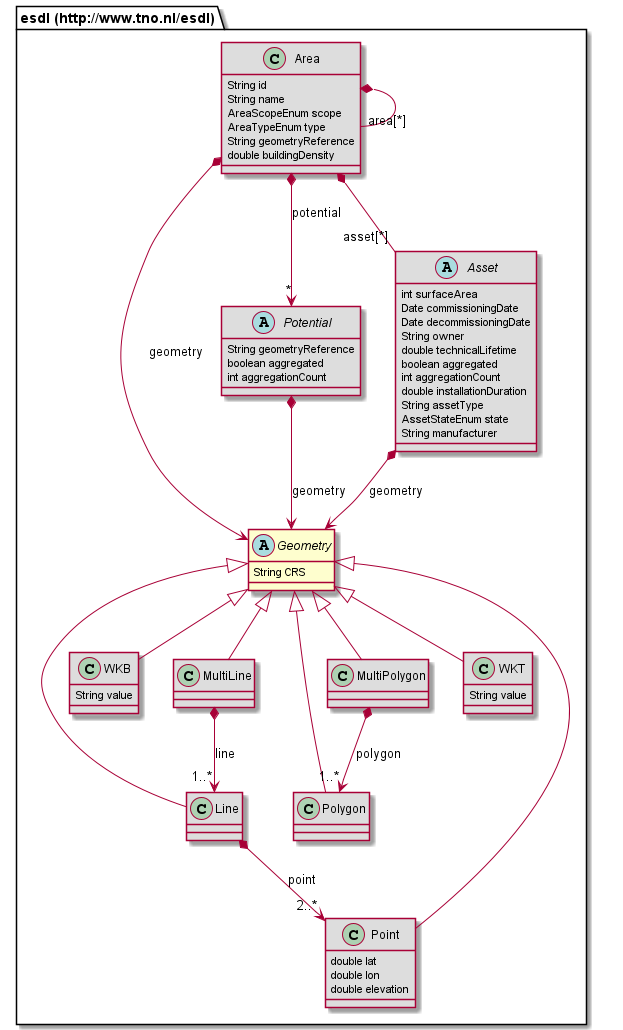 esdl (http://www.tno.nl/esdl)
C Area
String id
String name
AreaScopeEnum scope
AreaTypeEnum type
String geometryReference
double buildingDensity
area[*]
potential
asset[*]
*
geometry
A Potential
String geometryReference
boolean aggregated
int aggregationCount
A Asset
int surfaceArea
Date commissioningDate
Date decommissioningDate
String owner
double technicalLifetime
boolean aggregated
int aggregationCount
double installationDuration
String assetType
AssetStateEnum state
String manufacturer
geometry
geometry
A Geometry
String CRS
C WKB
String value
C MultiLine
C MultiPolygon
C WKT
String value
line
1..*
polygon
1..*
C Line
C Polygon
point
2..*
C Point
double lat
double lon
double elevation